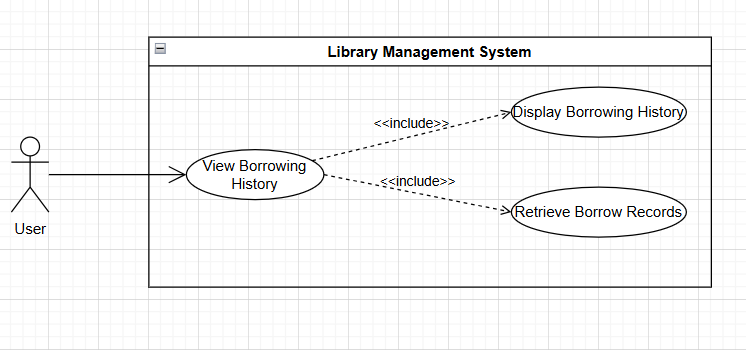 Library Management System
<<include>>
Display Borrowing History
View Borrowing
History
<<include>>
Retrieve Borrow Records
User